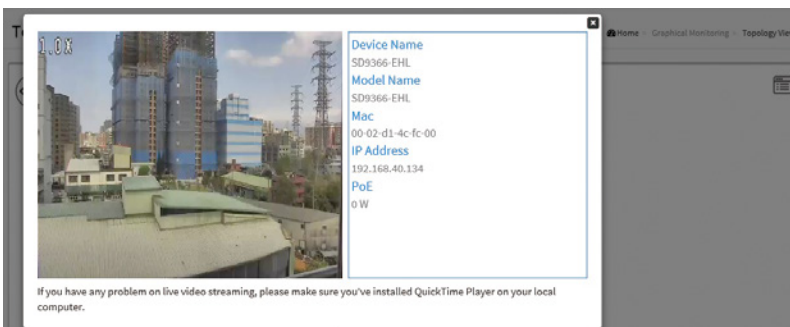 To
Home > Graphical Monitoring > Topology View
1.0X
Device Name
SD9366-EHL
Model Name
SD9366-EHL
Mac
00-02-d1-4c-fc-00
IP Address
192.168.40.134
PoE
0 W
If you have any problem on live video streaming, please make sure you've installed QuickTime Player on your local
computer.